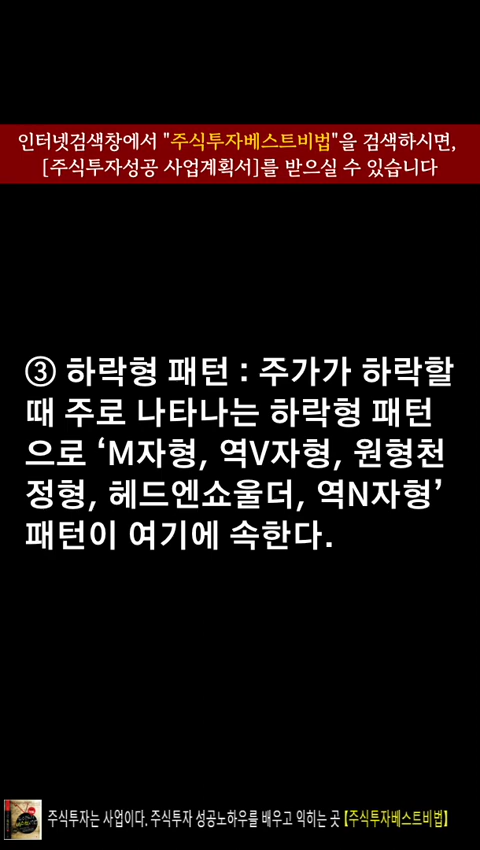 인터넷검색창에서 "주식투자베스트비법"을 검색하시면,
[주식투자성공 사업계획서]를 받으실 수 있습니다
③ 하락형 패턴 : 주가가 하락할
때 주로 나타나는 하락형 패턴
으로 ‘M자형, 역V자형, 원형천
정형, 헤드엔쇼울더, 역N자형’
패턴이 여기에 속한다.
주식투자는 사업이다. 주식투자 성공노하우를 배우고 익히는 곳 【주식투자베스트비법】